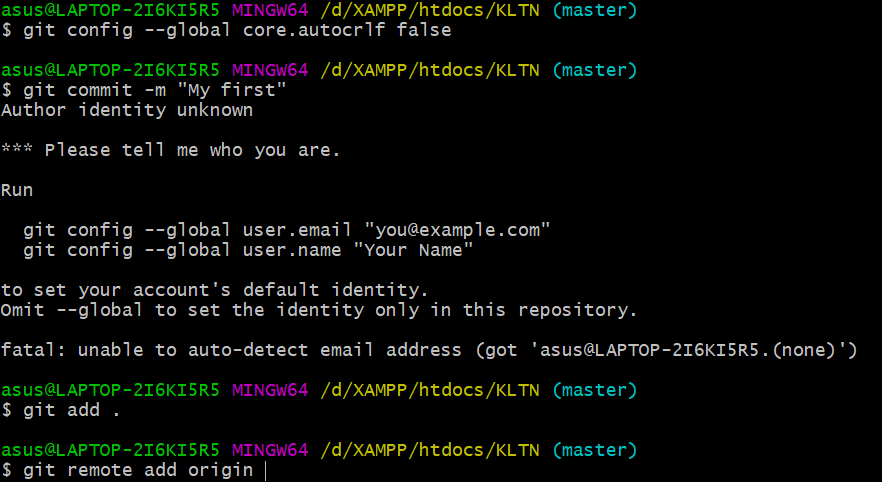 asus@LAPTOP-2I6KI5R5 MINGW64 /d/XAMPP/htdocs/KLTN (master)
$ git config --global core.autocrlf false
asus@LAPTOP-2I6KI5R5 MINGW64 /d/XAMPP/htdocs/KLTN (master)
$ git commit -m "My first"
Author identity unknown
*** Please tell me who you are.
Run
git config --global user.email "you@example.com"
git config --global user.name "Your Name"
to set your account's default identity.
Omit --global to set the identity only in this repository.
fatal: unable to auto-detect email address (got 'asus@LAPTOP-2I6KI5R5.(none)')
asus@LAPTOP-2I6KI5R5 MINGW64 /d/XAMPP/htdocs/KLTN (master)
$ git add .
asus@LAPTOP-2I6KI5R5 MINGW64 /d/XAMPP/htdocs/KLTN (master)
$ git remote add origin